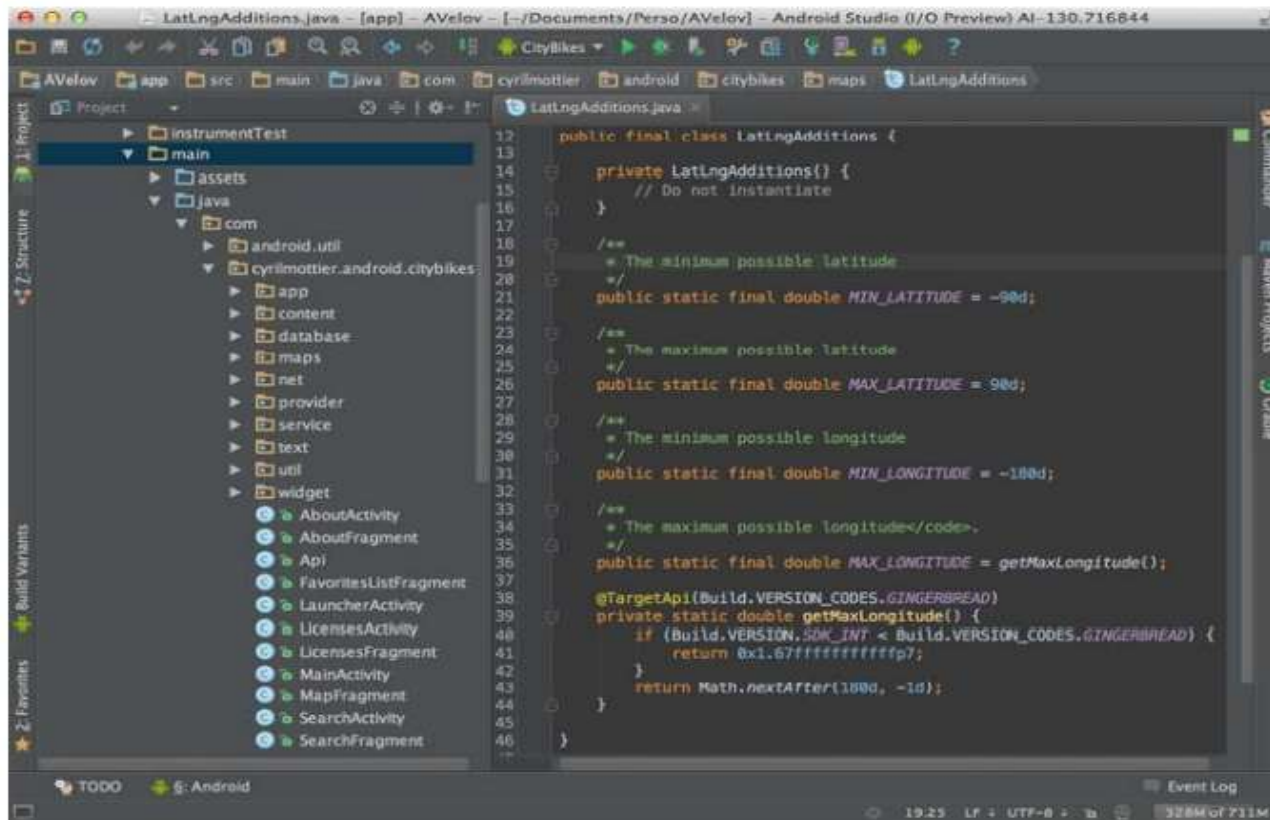 LatLngAdditions.java - [app] - AVelov - [~/Documents/Perso/AVelov] - Android Studio (I/O Preview) AI-130.716844
CityBikes
AVelov app src main java com cyrilmottier android citybikes maps LatLngAdditions
1: Project
Z: Structure
Build Variants
2: Favorites
Project
instrumentTest
main
assets
java
com
android.util
cyrilmottier.android.citybikes
app
content
database
maps
net
provider
service
text
util
widget
AboutActivity
AboutFragment
Api
FavoritesListFragment
LauncherActivity
LicensesActivity
LicensesFragment
MainActivity
MapFragment
SearchActivity
SearchFragment
LatLngAdditions.java
12 public final class LatLngAdditions {
13
14 private LatLngAdditions() {
15 // Do not instantiate
16 }
17
18 /**
19 * The minimum possible latitude
20 */
21 public static final double MIN_LATITUDE = -90d;
22
23 /**
24 * The maximum possible latitude
25 */
26 public static final double MAX_LATITUDE = 90d;
27
28 /**
29 * The minimum possible longitude
30 */
31 public static final double MIN_LONGITUDE = -180d;
32
33 /**
34 * The maximum possible longitude</code>.
35 */
36 public static final double MAX_LONGITUDE = getMaxLongitude();
37
38 @TargetApi(Build.VERSION_CODES.GINGERBREAD)
39 private static double getMaxLongitude() {
40 if (Build.VERSION.SDK_INT < Build.VERSION_CODES.GINGERBREAD) {
41 return 0x1.67fffffffffffp7;
42 }
43 return Math.nextAfter(180d, -1d);
44 }
45
46 }
Commander
Maven Projects
Gradle
TODO 6: Android Event Log
19:25 LF UTF-8 328M of 711M